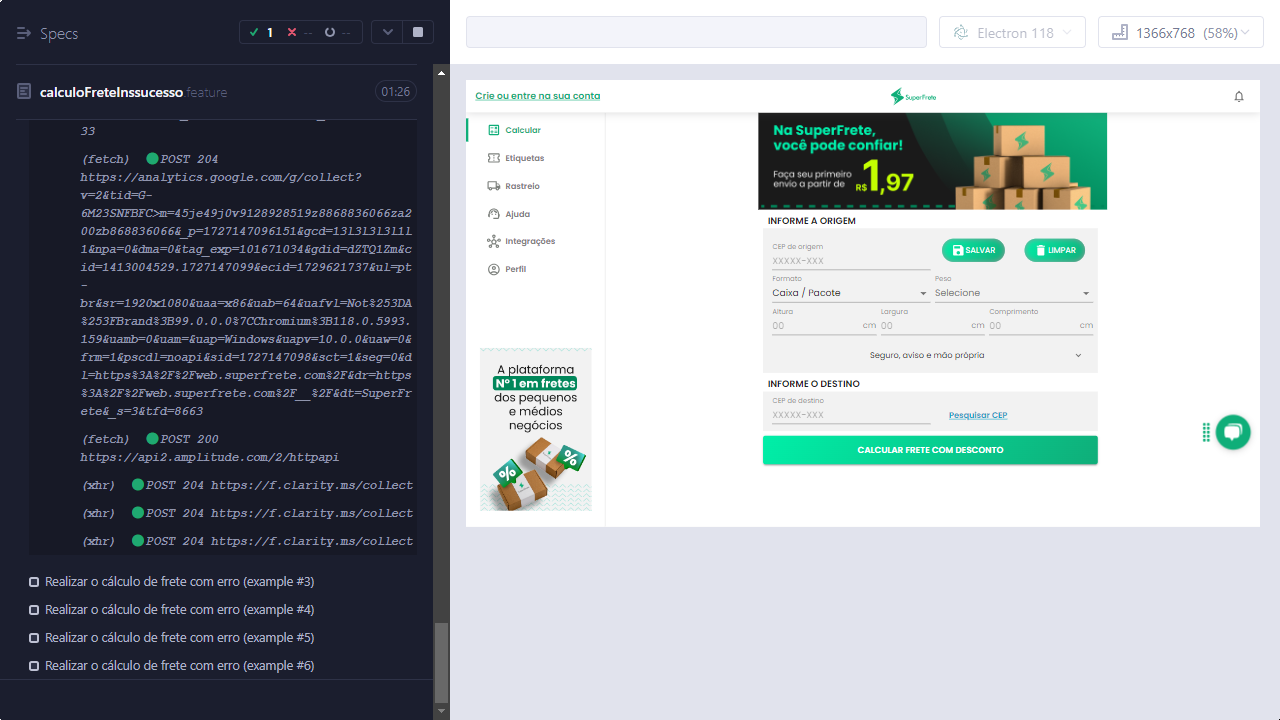 Specs
1
--
--
Electron 118
1366x768 (58%)
calculoFreteInssucesso feature
01:26
33
(fetch) POST 204
https://analytics.google.com/g/collect?
v=2&tid=G-
6M23SNFBFC>m=45je49j0v9128928519z8868836066za2
00zb868836066&_p=1727147096151&gcd=13l3l3l3l1l
1&npa=0&dma=0&tag_exp=101671034&gdid=dZTQ1Zm&c
id=1413004529.1727147099&ecid=1729621737&ul=pt
-
br&sr=1920x1080&uaa=x86&uab=64&uafvl=Not%253DA
%253FBrand%3B99.0.0.0%7CChromium%3B118.0.5993.
159&uamb=0&uam=&uap=Windows&uapv=10.0.0&uaw=0&
frm=1&pscdl=noapi&sid=1727147098&sct=1&seg=0&d
l=https%3A%2F%2Fweb.superfrete.com%2F&dr=https
%3A%2F%2Fweb.superfrete.com%2F__%2F&dt=SuperFr
ete&_s=3&tfd=8663
(fetch) POST 200
https://api2.amplitude.com/2/httpapi
(xhr) POST 204 https://f.clarity.ms/collect
(xhr) POST 204 https://f.clarity.ms/collect
(xhr) POST 204 https://f.clarity.ms/collect
Realizar o cálculo de frete com erro (example #3)
Realizar o cálculo de frete com erro (example #4)
Realizar o cálculo de frete com erro (example #5)
Realizar o cálculo de frete com erro (example #6)
Crie ou entre na sua conta
SuperFrete
Calcular
Etiquetas
Rastreio
Ajuda
Integrações
Perfil
A plataforma
Nº 1 em fretes
dos pequenos
e médios
negócios
%
%
Na SuperFrete,
você pode confiar!
Faça seu primeiro
envio a partir de
R$ 1,97
INFORME A ORIGEM
CEP de origem
XXXXX-XXX
SALVAR
LIMPAR
Formato
Caixa / Pacote
Peso
Selecione
Altura
00 cm
Largura
00 cm
Comprimento
00 cm
Seguro, aviso e mão própria
INFORME O DESTINO
CEP de destino
XXXXX-XXX
Pesquisar CEP
CALCULAR FRETE COM DESCONTO